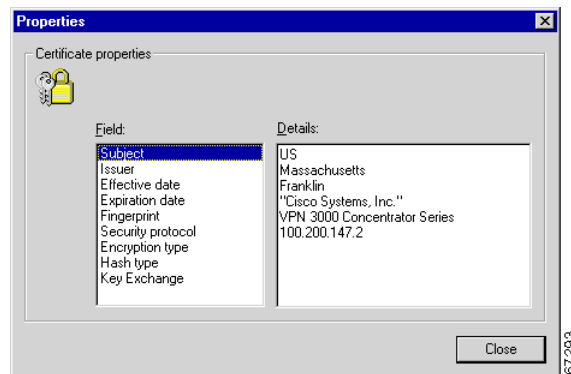 Properties
Certificate properties
Field:
Details:
Subject
Issuer
Effective date
Expiration date
Fingerprint
Security protocol
Encryption type
Hash type
Key Exchange
US
Massachusetts
Franklin
"Cisco Systems, Inc."
VPN 3000 Concentrator Series
100.200.147.2
Close
67293